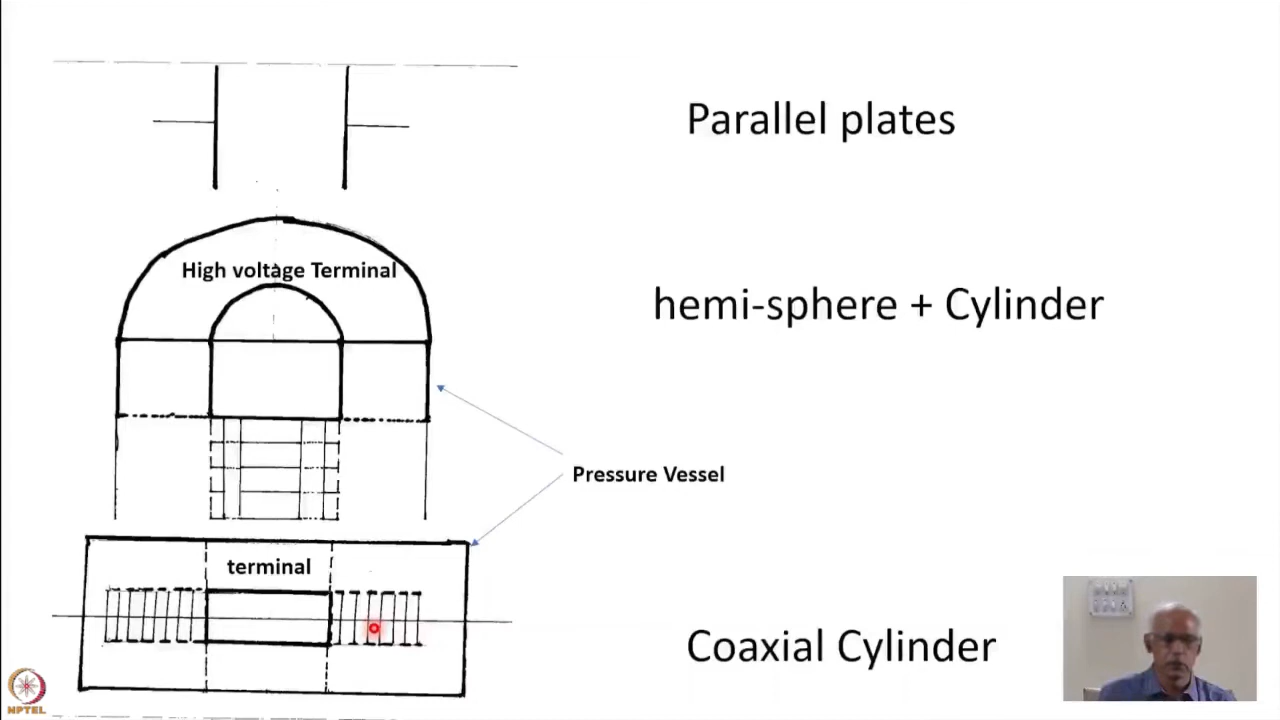 Parallel plates
High voltage Terminal
hemi-sphere + Cylinder
Pressure Vessel
terminal
Coaxial Cylinder
NPTEL